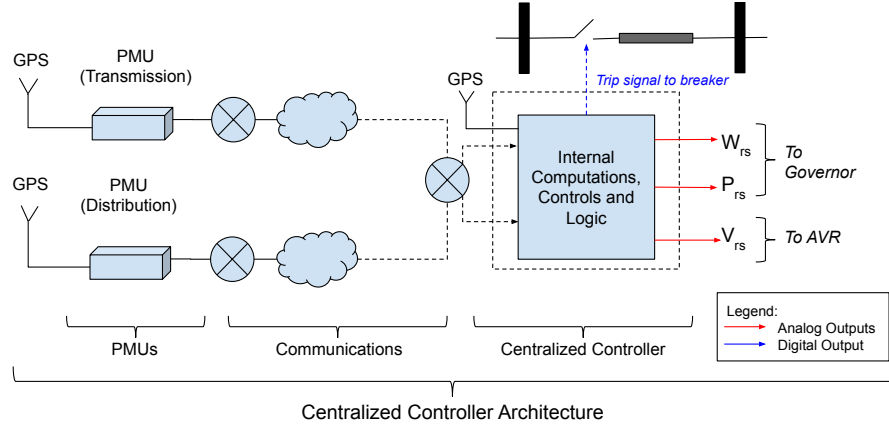 GPS
PMU
(Transmission)
GPS
Trip signal to breaker
Internal
Computations,
Controls and
Logic
W_rs
P_rs
To
Governor
V_rs
To AVR
GPS
PMU
(Distribution)
Legend:
Analog Outputs
Digital Output
PMUs
Communications
Centralized Controller
Centralized Controller Architecture